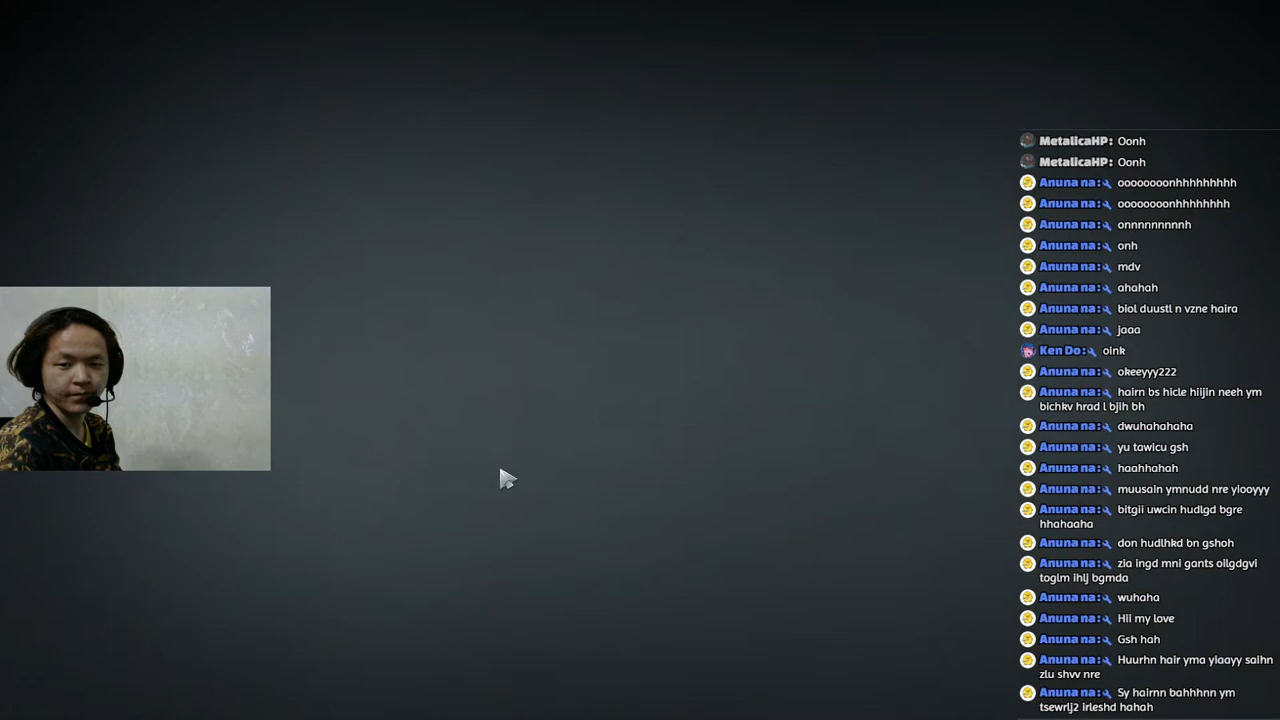 MetalicaHP: Oonh
MetalicaHP: Oonh
Anuna na: oooooooonhhhhhhhhh
Anuna na: oooooooonhhhhhhhh
Anuna na: onnnnnnnnnh
Anuna na: onh
Anuna na: mdv
Anuna na: ahahah
Anuna na: biol duustl n vzne haira
Anuna na: jaaa
Ken Do: oink
Anuna na: okeeyyy222
Anuna na: hairn bs hicle hiijin neeh ym
bichkv hrad l bjih bh
Anuna na: dwuhahahaha
Anuna na: yu tawicu gsh
Anuna na: haahhahah
Anuna na: muusain ymnudd nre yiooyyy
Anuna na: bitgii uwcin hudlgd bgre
hhahaaha
Anuna na: don hudlhkd bn gshoh
Anuna na: zia ingd mni gants oilgdgvi
toglm ihlj bgmda
Anuna na: wuhaha
Anuna na: Hii my love
Anuna na: Gsh hah
Anuna na: Huurhn hair yma yiaayy saihn
zlu shvv nre
Anuna na: Sy hairnn bahhhnn ym
tsewrlj2 irleshd hahah